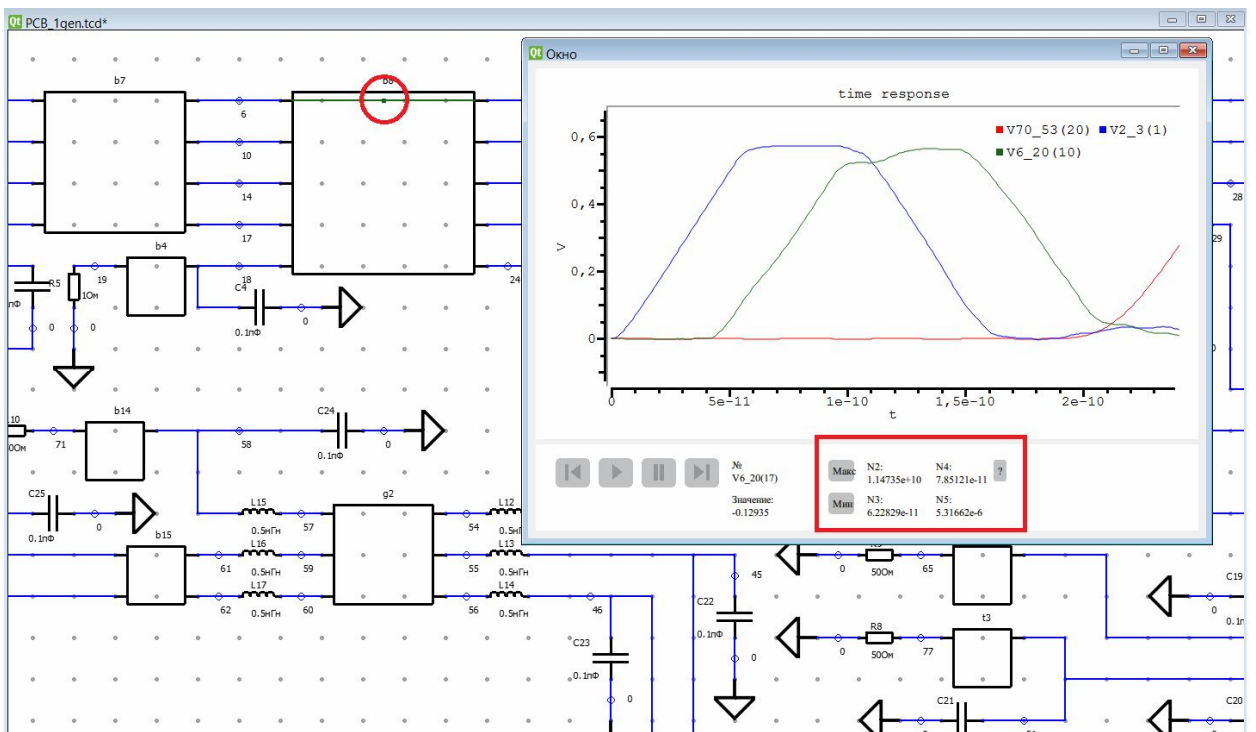 PCB_1gen.tcd*
b7
6
10
14
17
b4
R5
19
1Ом
0
0
18
C4
0.1пФ
0
24
Окно
time response
V70_53(20) V2_3(1)
V6_20(10)
0,6
0,4
V
0,2
0
0 5e-11 1e-10 1,5e-10 2e-10
t
№
V6_20(17)
Значение:
-0.12935
Макс
N2:
1.14735e+10
N4:
7.85121e-11
?
Мин
N3:
6.22829e-11
N5:
5.31662e-6
28
29
b14
71
58
C24
0.1пФ
0
C25
0.1пФ
0
b15
L15
0.5нГн
57
L16
0.5нГн
61
59
L17
0.5нГн
62
60
g2
54
L12
0.5нГн
L13
55
0.5нГн
L14
56
0.5нГн
46
45
C22
0.1пФ
0
C23
0.1пФ
0
0
50Ом
65
R8
0
50Ом
77
t3
C21
C19
0
C20